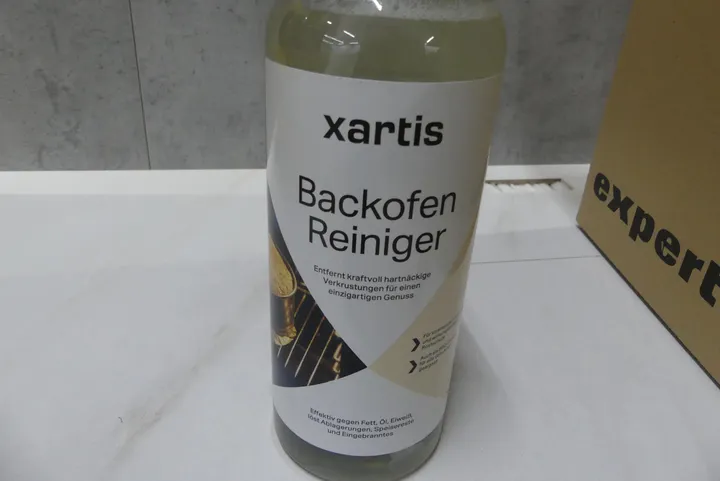 xartis
Backofen
Reiniger
Entfernt kraftvoll hartnäckige
Verkrustungen für einen
einzigartigen Genuss
Effektiv gegen Fett, Öl, Eiweiß,
löst Ablagerungen, Speisereste
und Eingebranntes
expert